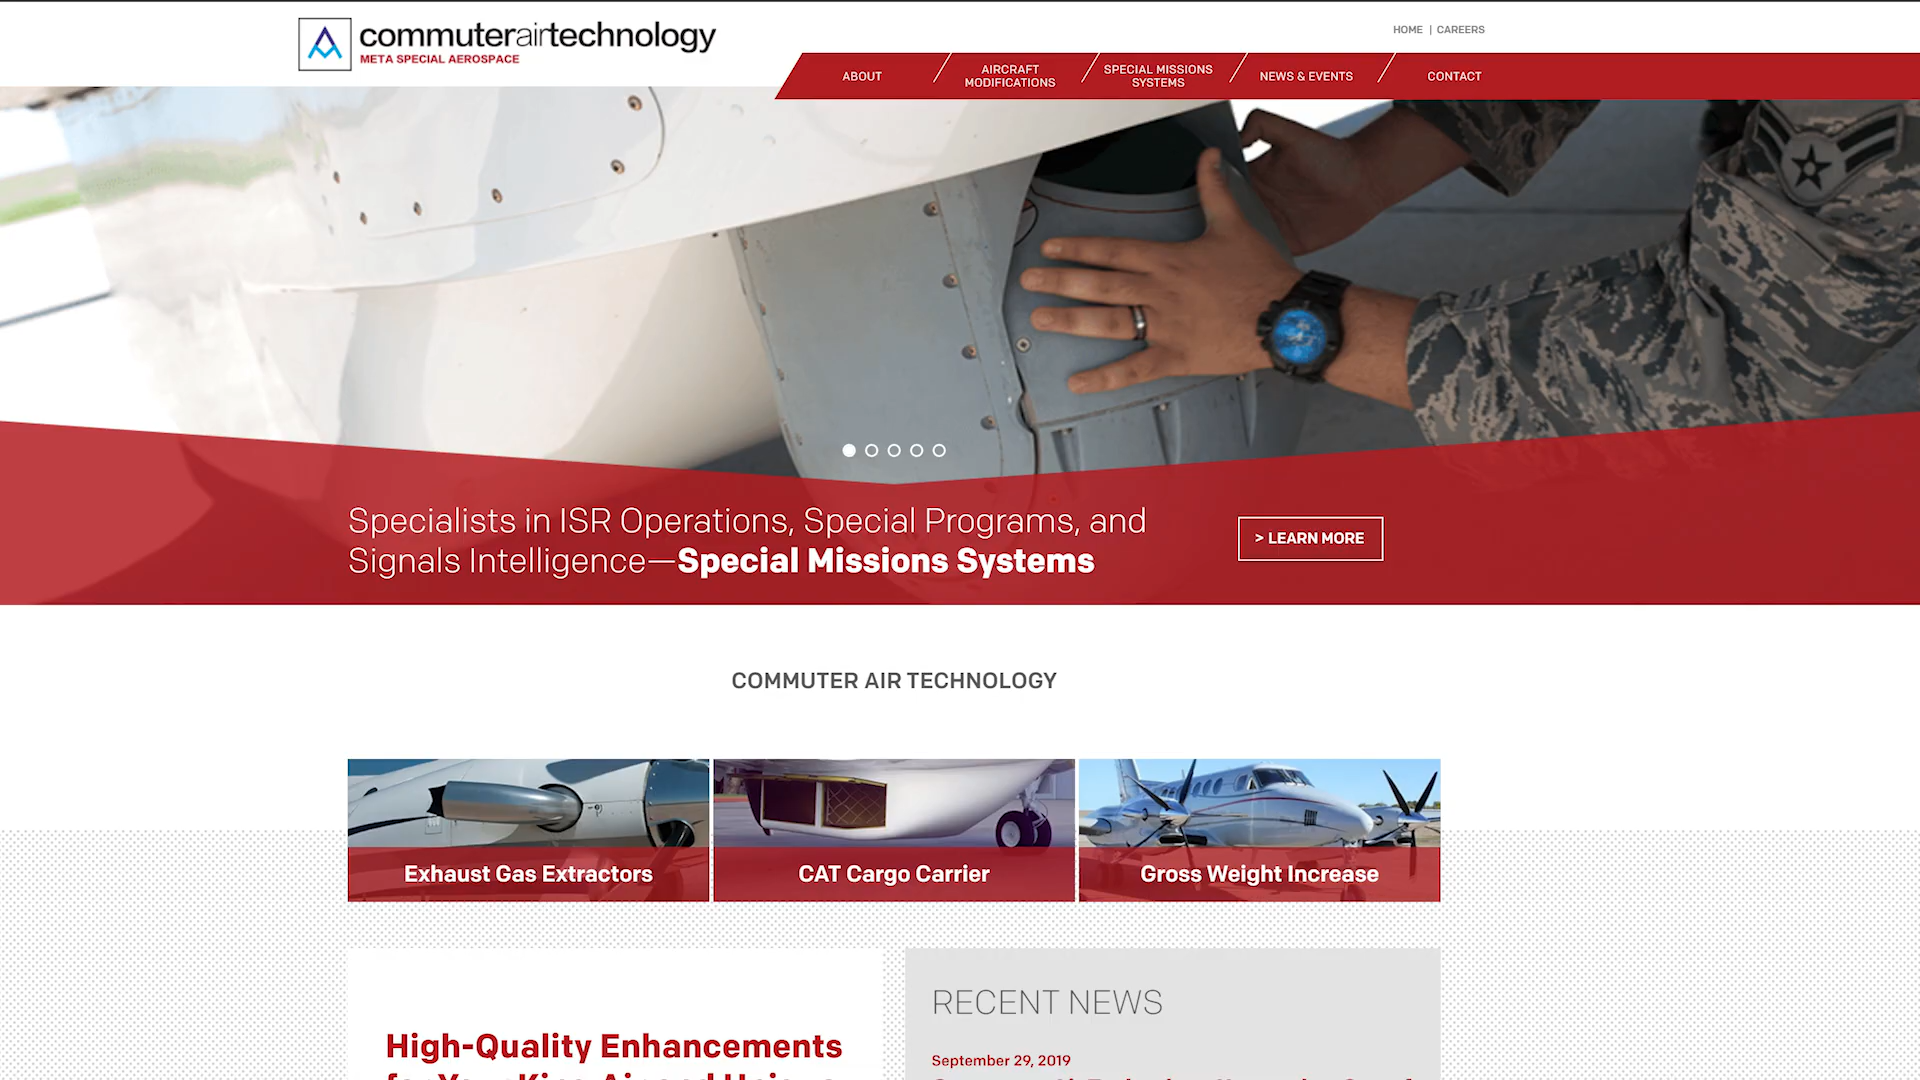 commuterairtechnology
META SPECIAL AEROSPACE
HOME | CAREERS
ABOUT
AIRCRAFT
MODIFICATIONS
SPECIAL MISSIONS
SYSTEMS
NEWS & EVENTS
CONTACT
Specialists in ISR Operations, Special Programs, and
Signals Intelligence—Special Missions Systems
> LEARN MORE
COMMUTER AIR TECHNOLOGY
Exhaust Gas Extractors
CAT Cargo Carrier
Gross Weight Increase
High-Quality Enhancements
RECENT NEWS
September 29, 2019